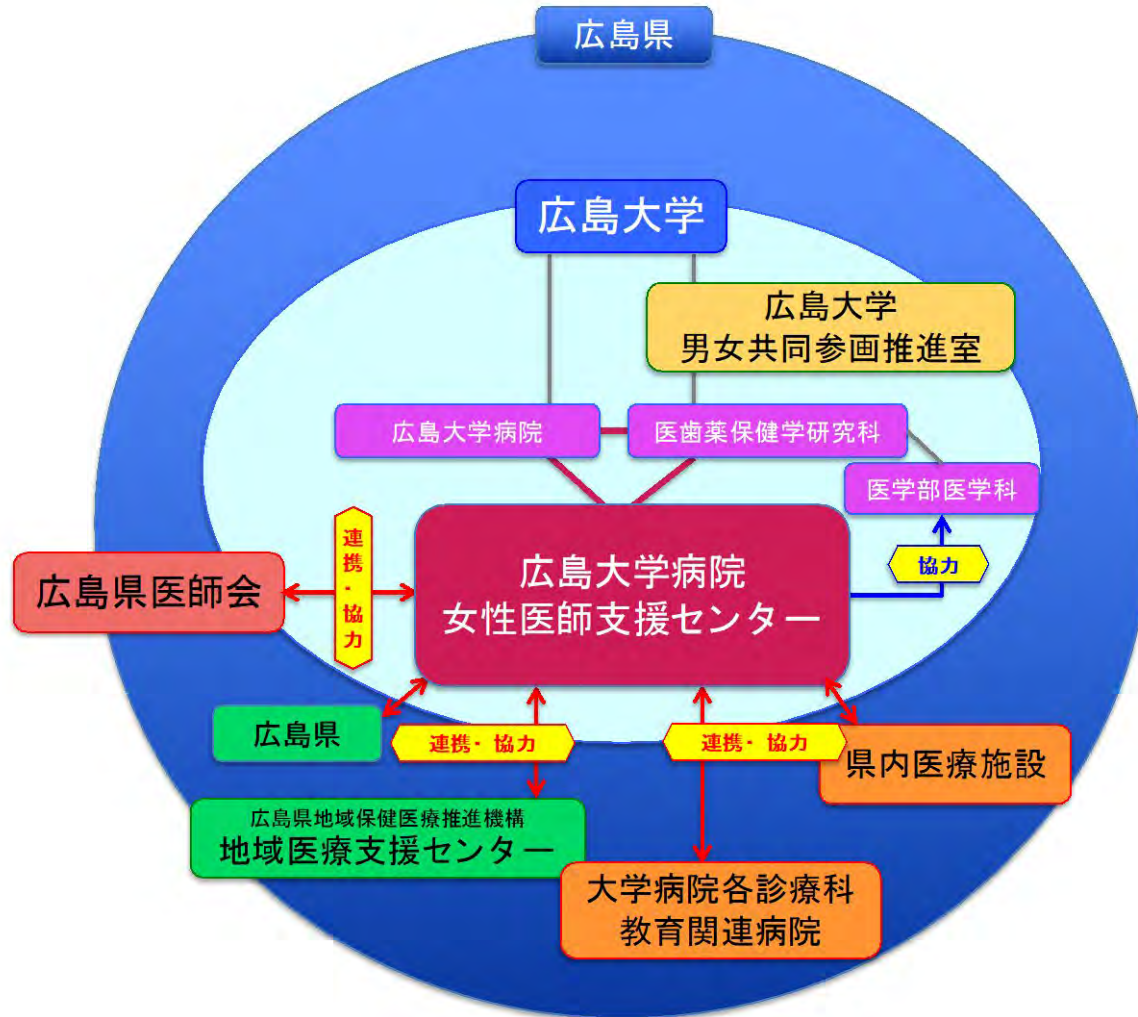 広島県
広島大学
広島大学
男女共同参画推進室
広島大学病院
医歯薬保健学研究科
医学部医学科
広島大学病院
女性医師支援センター
協力
連携・協力
広島県医師会
広島県
連携・協力
連携・協力
県内医療施設
広島県地域保健医療推進機構
地域医療支援センター
大学病院各診療科
教育関連病院